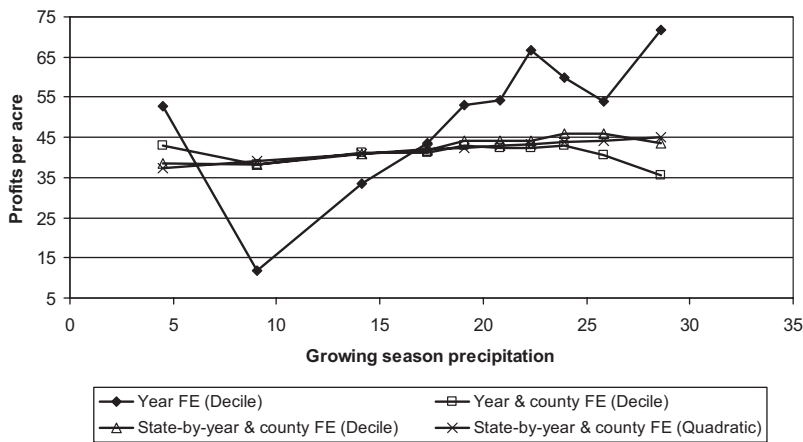 75
65
55
45
35
25
15
5
Profits per acre
0 5 10 15 20 25 30 35
Growing season precipitation
Year FE (Decile) Year & county FE (Decile)
State-by-year & county FE (Decile) State-by-year & county FE (Quadratic)